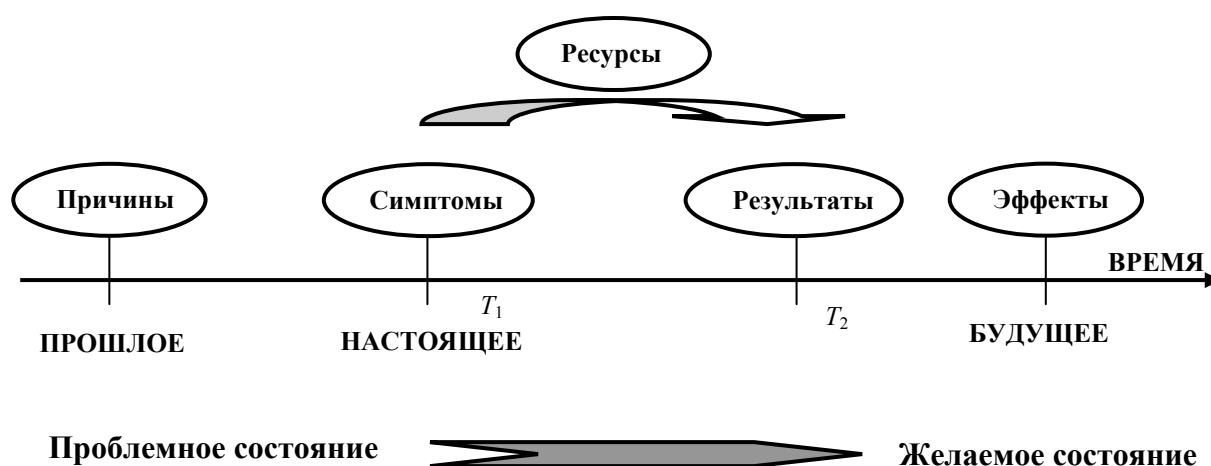 Ресурсы
Причины
Симптомы
Результаты
Эффекты
ВРЕМЯ
T1
T2
ПРОШЛОЕ
НАСТОЯЩЕЕ
БУДУЩЕЕ
Проблемное состояние
Желаемое состояние